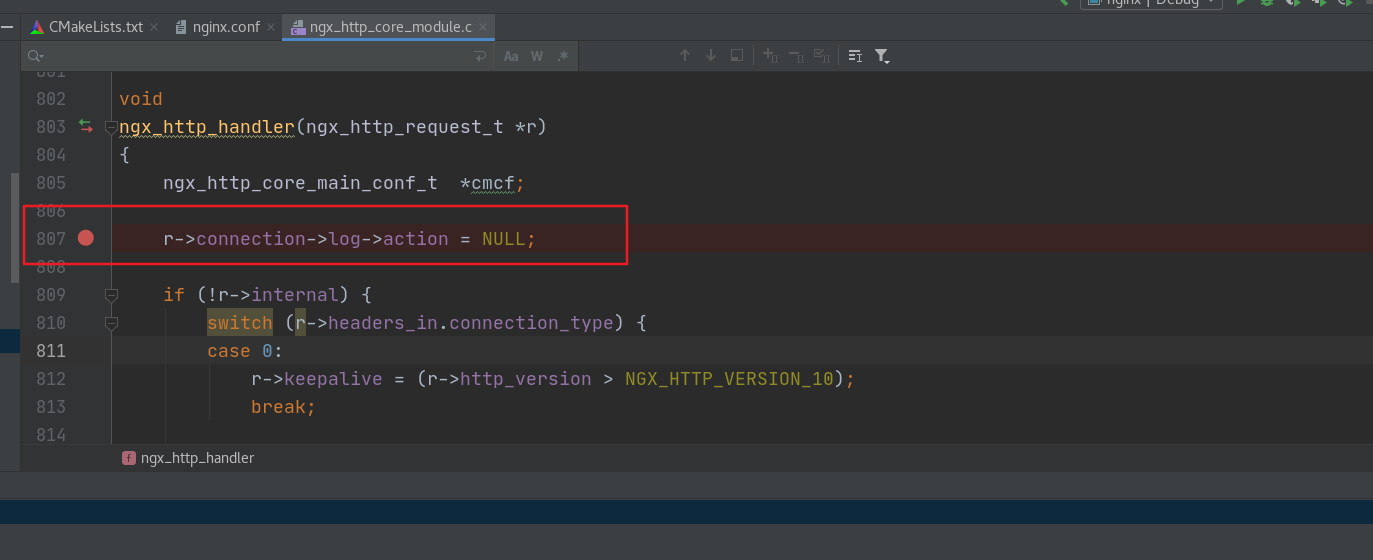 nginx | Debug
CMakeLists.txt
nginx.conf
ngx_http_core_module.c
Aa W .*
801
802 void
803 ngx_http_handler(ngx_http_request_t *r)
804 {
805 ngx_http_core_main_conf_t *cmcf;
806
807 r->connection->log->action = NULL;
808
809 if (!r->internal) {
810 switch (r->headers_in.connection_type) {
811 case 0:
812 r->keepalive = (r->http_version > NGX_HTTP_VERSION_10);
813 break;
814
f ngx_http_handler